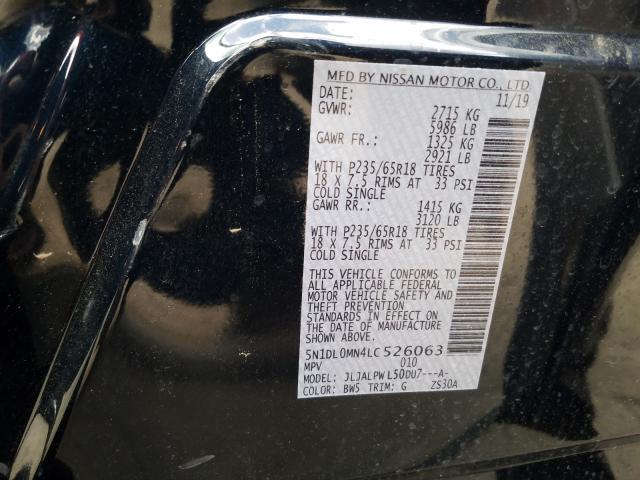 MFD BY NISSAN MOTOR CO., LTD.
DATE: 11/19
GVWR: 2715 KG
5986 LB
GAWR FR.: 1325 KG
2921 LB
WITH P235/65R18 TIRES
18 X 7.5 RIMS AT 33 PSI
COLD SINGLE
GAWR RR.: 1415 KG
3120 LB
WITH P235/65R18 TIRES
18 X 7.5 RIMS AT 33 PSI
COLD SINGLE
THIS VEHICLE CONFORMS TO
ALL APPLICABLE FEDERAL
MOTOR VEHICLE SAFETY AND
THEFT PREVENTION
STANDARDS IN EFFECT ON
THE DATE OF MANUFACTURE
SHOWN ABOVE.
5N1DL0MN4LC526063
MPV 010
MODEL: JLJALPWL50DU7---A-
COLOR: BW5 TRIM: G ZS30A